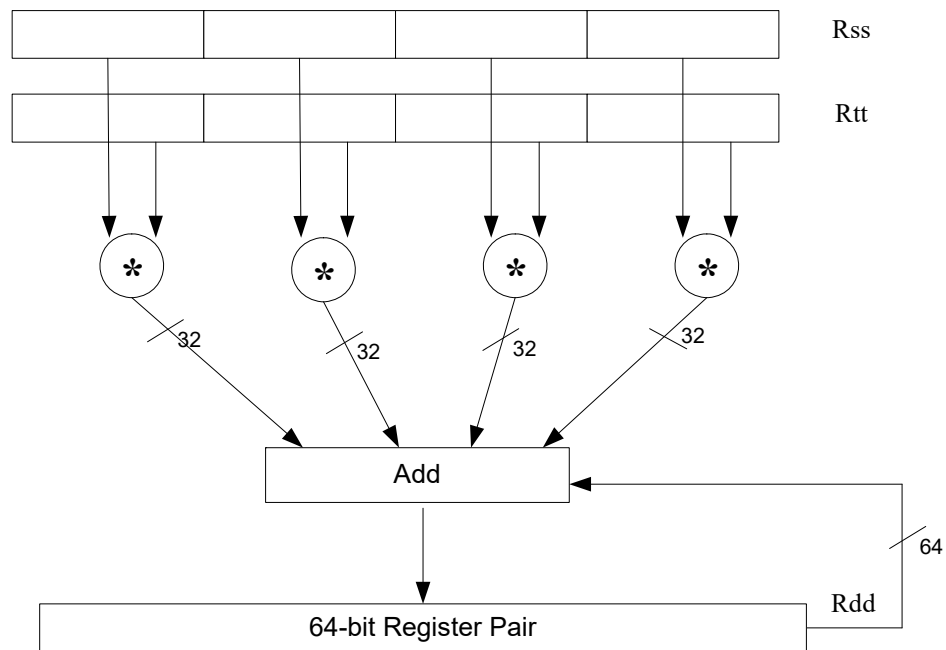 Rss
Rtt
* * * *
32 32 32 32
Add
64
Rdd
64-bit Register Pair